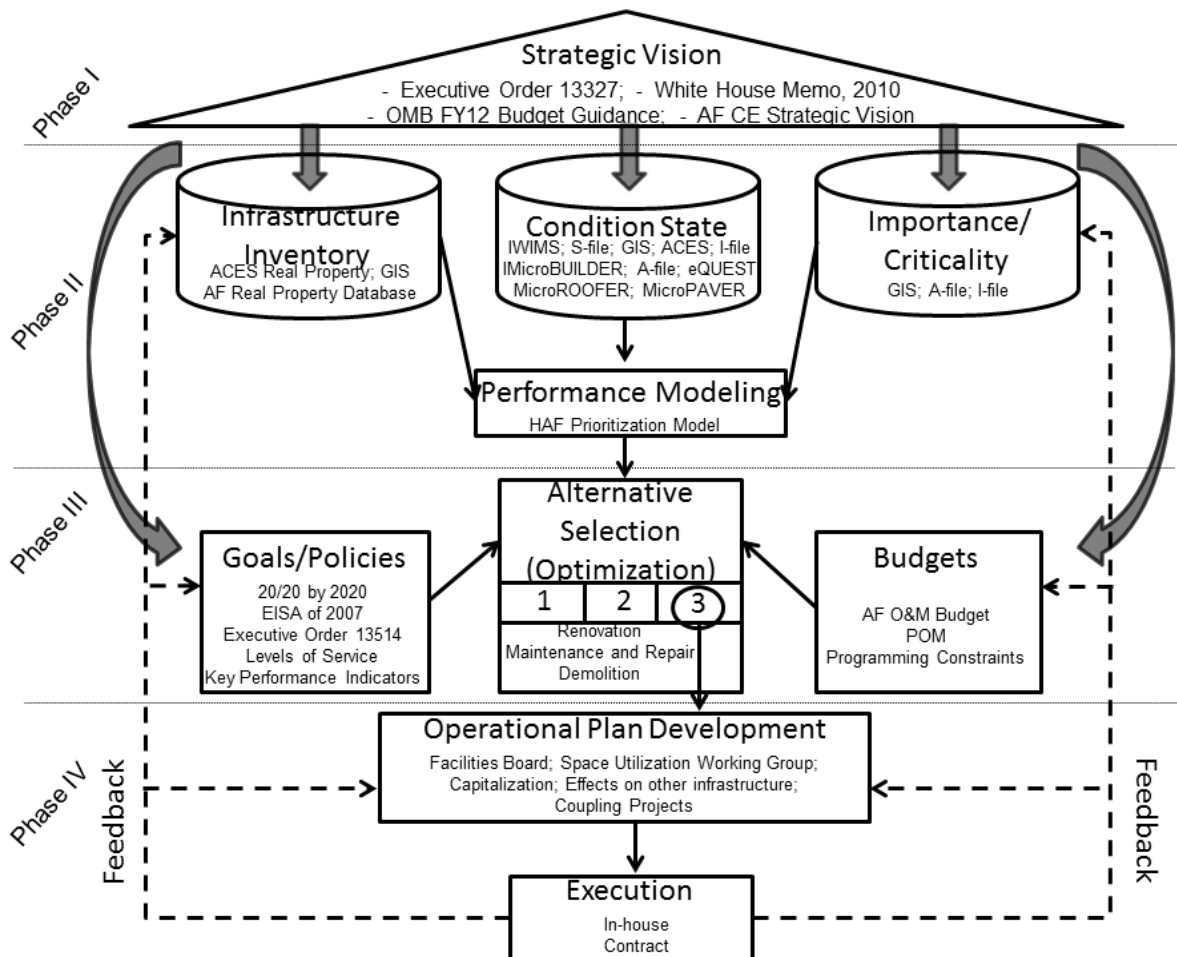 Strategic Vision
- Executive Order 13327; - White House Memo, 2010
- OMB FY12 Budget Guidance; - AF CE Strategic Vision
Phase I
Infrastructure
Inventory
ACES Real Property; GIS
AF Real Property Database
Condition State
IWIMS; S-file; GIS; ACES; I-file
IMicroBUILDER; A-file; eQUEST
MicroROOFER; MicroPAVER
Importance/
Criticality
GIS; A-file; I-file
Phase II
Performance Modeling
HAF Prioritization Model
Phase III
Goals/Policies
20/20 by 2020
EISA of 2007
Executive Order 13514
Levels of Service
Key Performance Indicators
Alternative
Selection
(Optimization)
1 2 3
Renovation
Maintenance and Repair
Demolition
Budgets
AF O&M Budget
POM
Programming Constraints
Phase IV
Operational Plan Development
Facilities Board; Space Utilization Working Group;
Capitalization; Effects on other infrastructure;
Coupling Projects
Feedback
Feedback
Execution
In-house
Contract